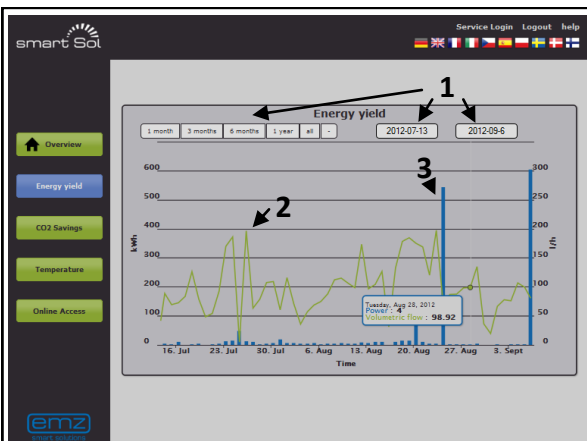 Service Login Logout help
smart Sol
1
Energy yield
1 month 3 months 6 months 1 year all - 2012-07-13 2012-09-6
Overview
Energy yield
CO2 Savings
Temperature
Online Access
3
2
600 300
500 250
400 200
300 150
200 100
100 50
0 0
kWh
l/h
Tuesday, Aug 28, 2012
Power : 4
Volumetric flow : 98.92
16. Jul 23. Jul 30. Jul 6. Aug 13. Aug 20. Aug 27. Aug 3. Sept
Time
emz
smart solutions